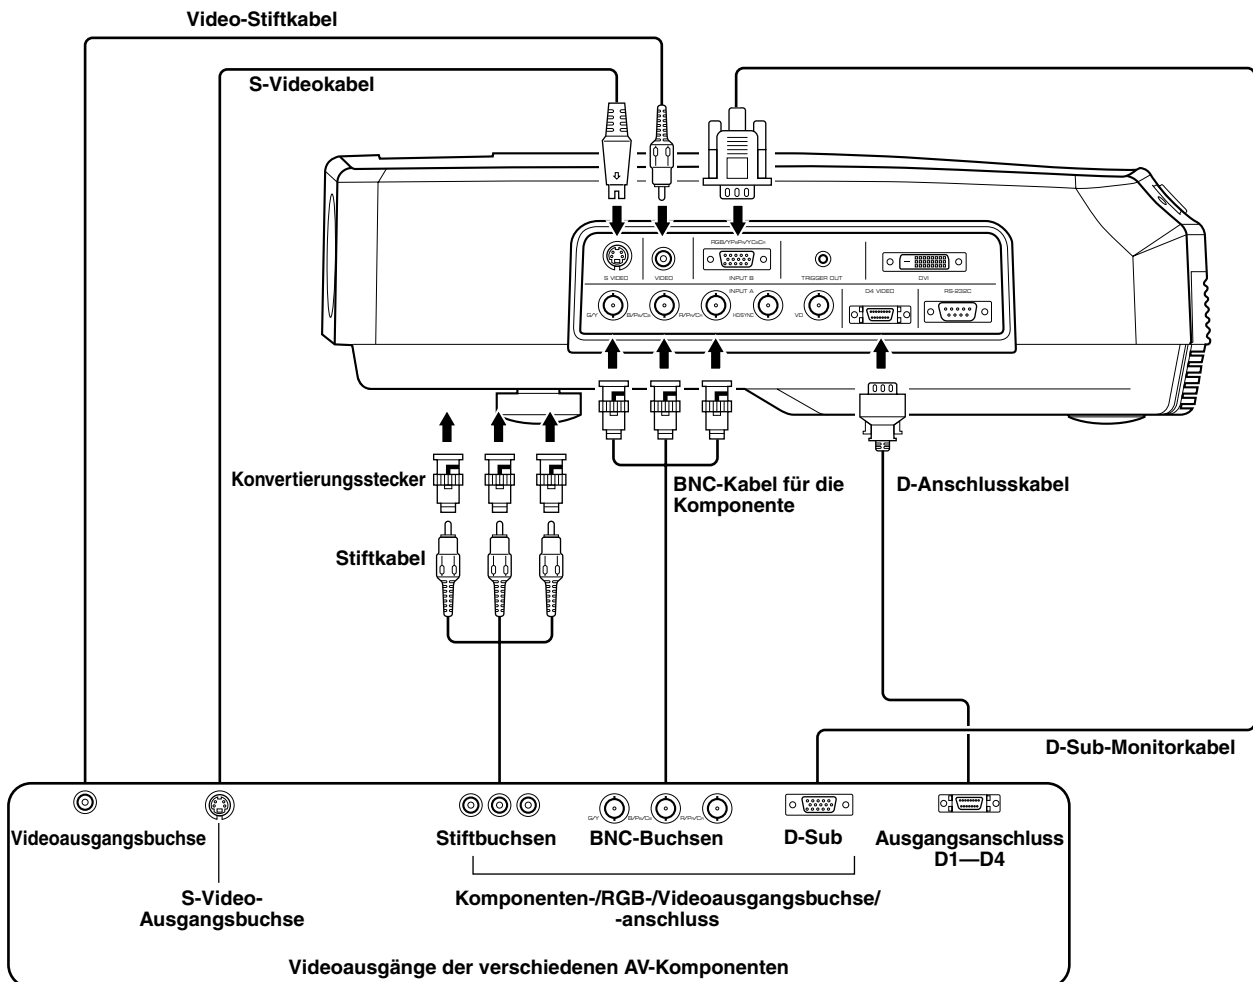 Video-Stiftkabel
S-Videokabel
RGB/YPBPR/YCBCR
S VIDEO
VIDEO
INPUT B
TRIGGER OUT
DVI
INPUT A
D4 VIDEO
RS-232C
G/Y
B/PB/CB
R/PR/CR
HD/SYNC
VD
Konvertierungsstecker
BNC-Kabel für die
Komponente
D-Anschlusskabel
Stiftkabel
D-Sub-Monitorkabel
G/Y
B/PB/CB
R/PR/CR
Videoausgangsbuchse
Stiftbuchsen
BNC-Buchsen
D-Sub
Ausgangsanschluss
D1—D4
S-Video-
Ausgangsbuchse
Komponenten-/RGB-/Videoausgangsbuchse/
-anschluss
Videoausgänge der verschiedenen AV-Komponenten